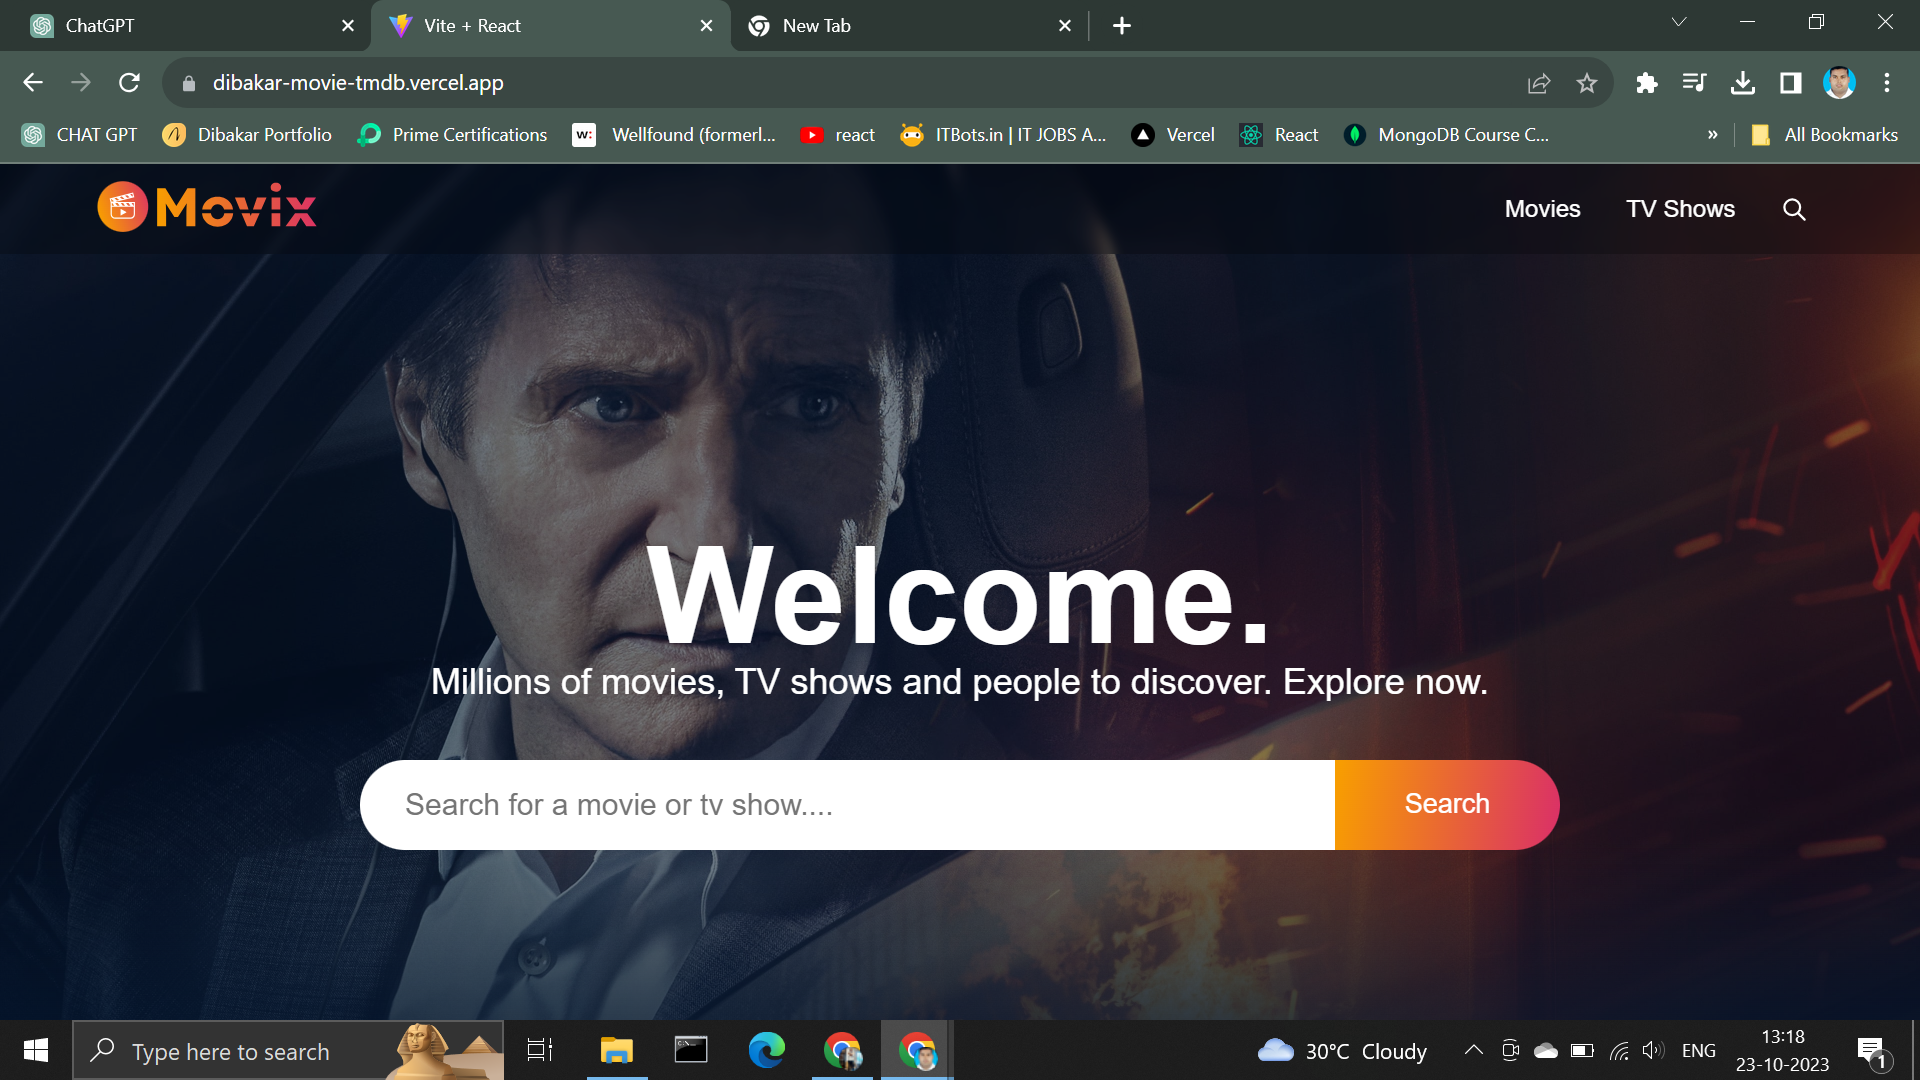 ChatGPT
Vite + React
New Tab
dibakar-movie-tmdb.vercel.app
CHAT GPT
Dibakar Portfolio
Prime Certifications
w:
Wellfound (formerl...
react
ITBots.in | IT JOBS A...
Vercel
React
MongoDB Course C...
»
All Bookmarks
Movix
Movies
TV Shows
Welcome.
Millions of movies, TV shows and people to discover. Explore now.
Search for a movie or tv show....
Search
Type here to search
30°C Cloudy
ENG
13:18
23-10-2023
1